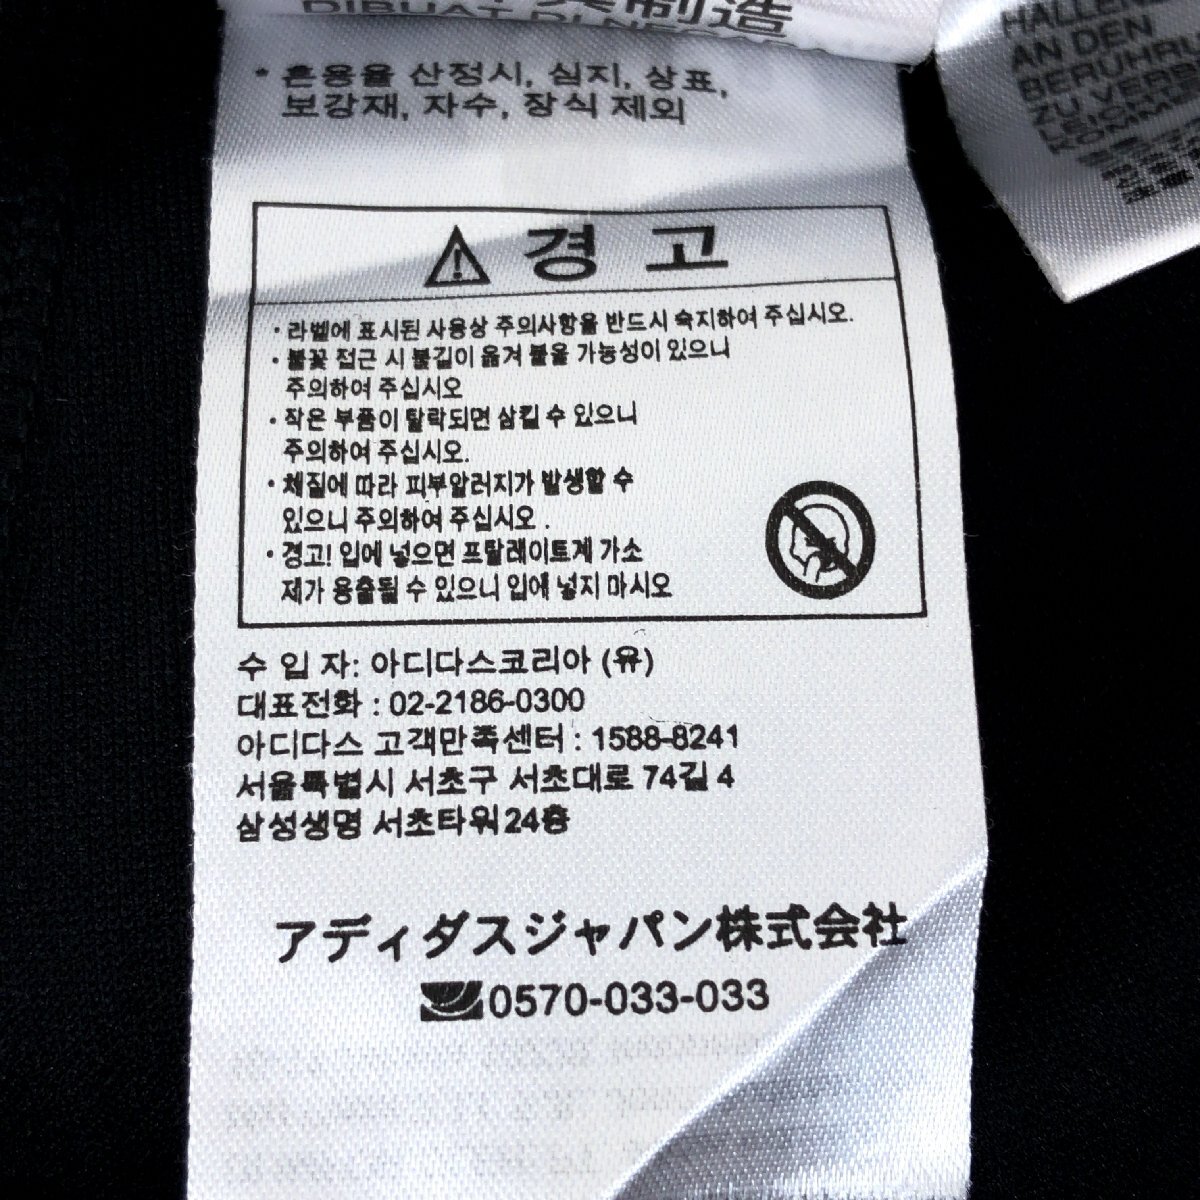 製造
DIBUAT DI
* 혼용율 산정시, 심지, 상표,
보강재, 자수, 장식 제외
경 고
· 라벨에 표시된 사용상 주의사항을 반드시 숙지하여 주십시오.
· 불꽃 접근 시 불길이 옮겨 붙을 가능성이 있으니
주의하여 주십시오
· 작은 부품이 탈락되면 삼킬 수 있으니
주의하여 주십시오.
· 체질에 따라 피부알러지가 발생할 수
있으니 주의하여 주십시오 .
· 경고! 입에 넣으면 프탈레이트계 가소
제가 용출될 수 있으니 입에 넣지 마시오
수 입 자: 아디다스코리아 (유)
대표전화 : 02-2186-0300
아디다스 고객만족센터 : 1588-8241
서울특별시 서초구 서초대로 74길 4
삼성생명 서초타워24층
アディダスジャパン株式会社
0570-033-033
AN DEN
ZU